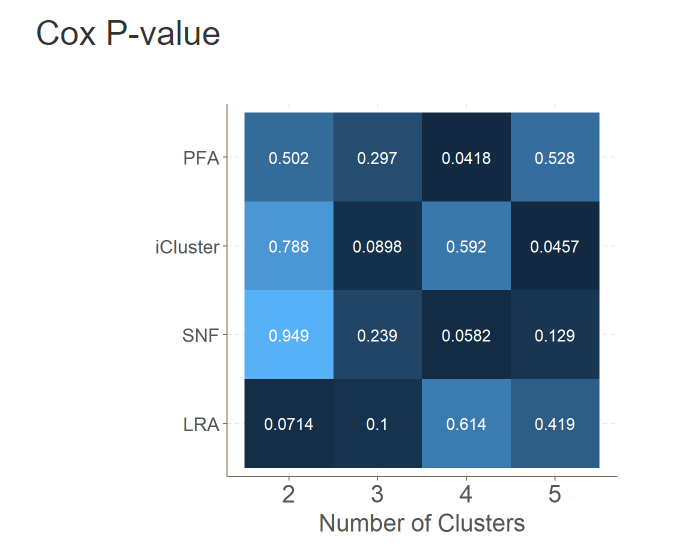 Cox P-value
PFA 0.502 0.297 0.0418 0.528
iCluster 0.788 0.0898 0.592 0.0457
SNF 0.949 0.239 0.0582 0.129
LRA 0.0714 0.1 0.614 0.419
2 3 4 5
Number of Clusters